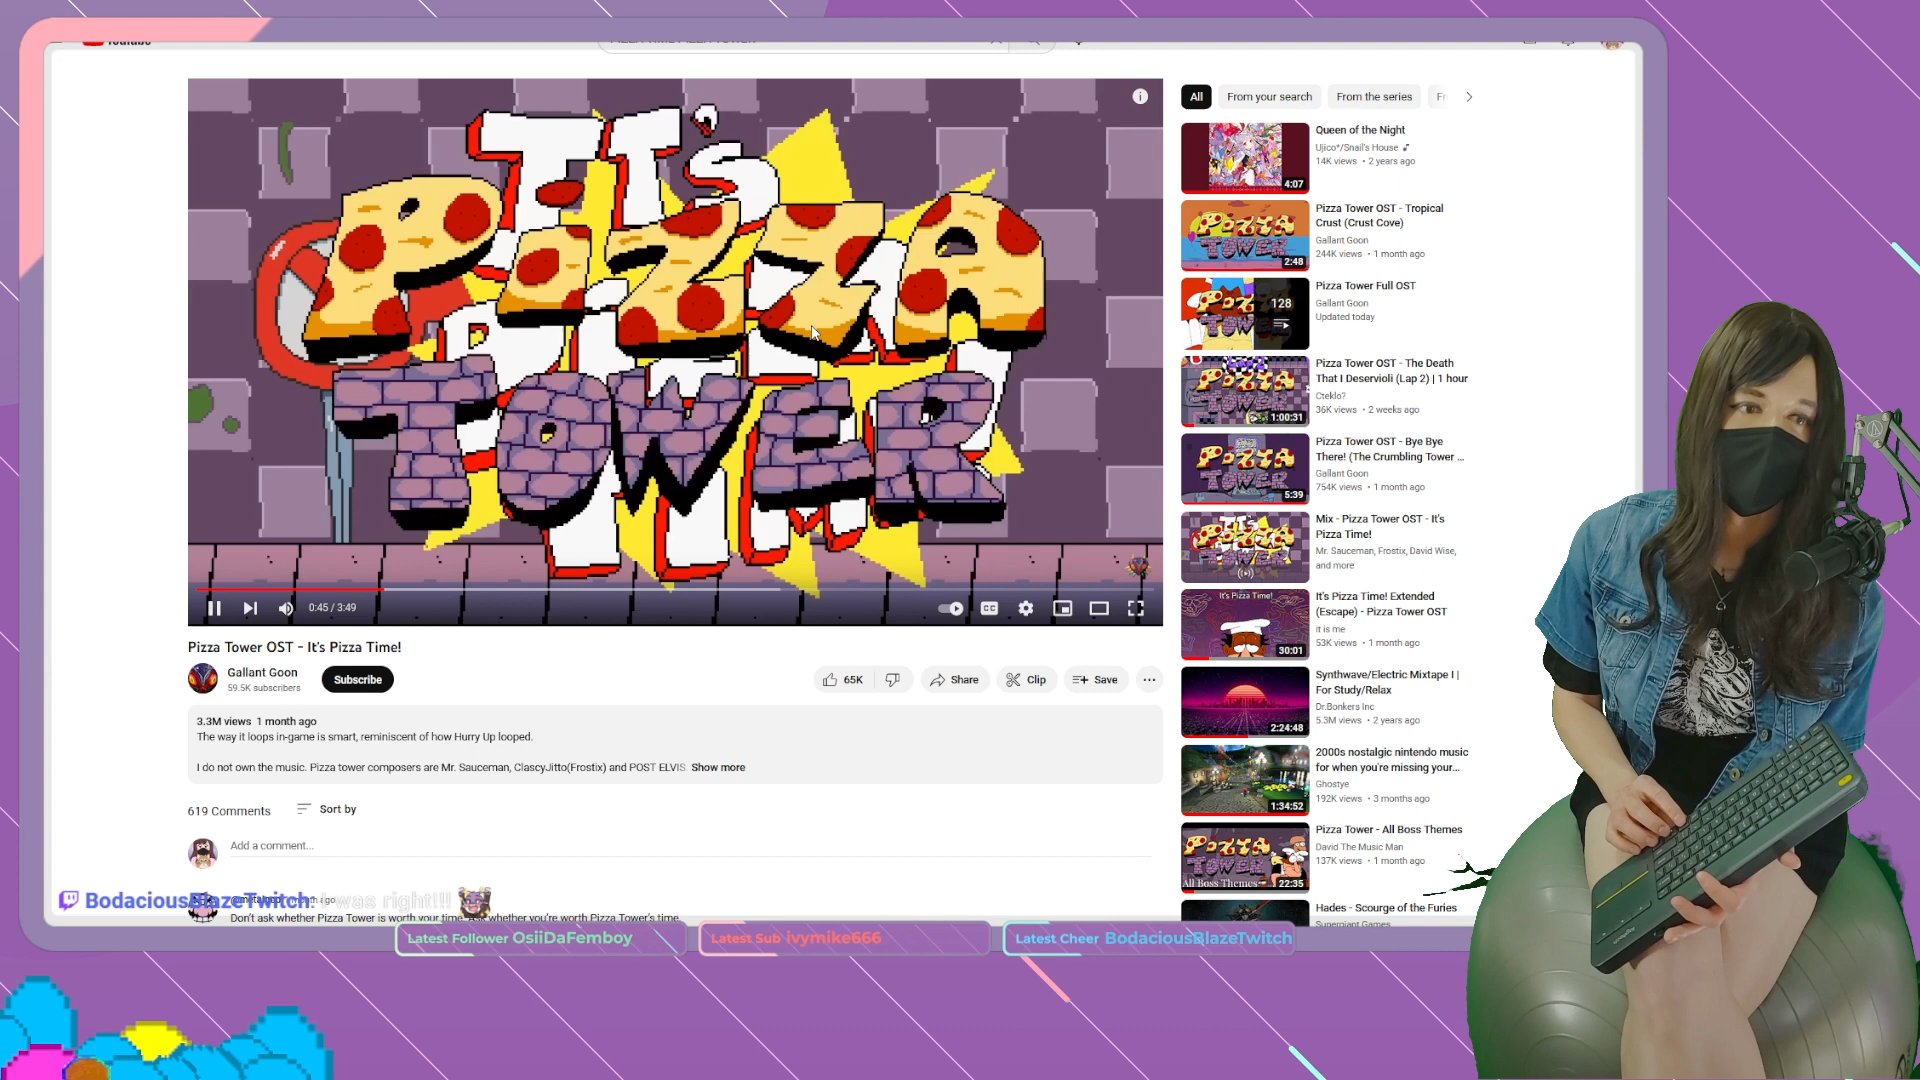 IT's
PIZZA
TOWER
0:45 / 3:49
CC
Pizza Tower OST - It's Pizza Time!
Gallant Goon
59.5K subscribers
Subscribe
65K
Share
Clip
Save
3.3M views 1 month ago
The way it loops in-game is smart, reminiscent of how Hurry Up looped.
I do not own the music. Pizza tower composers are Mr. Sauceman, ClascyJitto(Frostix) and POST ELVIS. Show more
619 Comments
Sort by
Add a comment...
BodaciousBlazeTwitch: I was right!!!
Don't ask whether Pizza Tower is worth your time. Ask whether you're worth Pizza Tower's time.
All
From your search
From the series
Queen of the Night
Ujico*/Snail's House
14K views • 2 years ago
4:07
Pizza Tower OST - Tropical
Crust (Crust Cove)
Gallant Goon
244K views • 1 month ago
2:48
Pizza Tower Full OST
Gallant Goon
Updated today
128
Pizza Tower OST - The Death
That I Deservioli (Lap 2) | 1 hour
Cteklo?
36K views • 2 weeks ago
1:00:31
Pizza Tower OST - Bye Bye
There! (The Crumbling Tower ...
Gallant Goon
754K views • 1 month ago
5:39
Mix - Pizza Tower OST - It's
Pizza Time!
Mr. Sauceman, Frostix, David Wise,
and more
It's Pizza Time! Extended
(Escape) - Pizza Tower OST
it is me
53K views • 1 month ago
It's Pizza Time!
30:01
Synthwave/Electric Mixtape I |
For Study/Relax
Dr.Bonkers Inc
5.3M views • 2 years ago
2:24:48
2000s nostalgic nintendo music
for when you're missing your...
Ghostye
192K views • 3 months ago
1:34:52
Pizza Tower - All Boss Themes
David The Music Man
137K views • 1 month ago
All Boss Themes
22:35
Hades - Scourge of the Furies
Supergiant Games
Latest Follower OsiiDaFemboy
Latest Sub ivymike666
Latest Cheer BodaciousBlazeTwitch